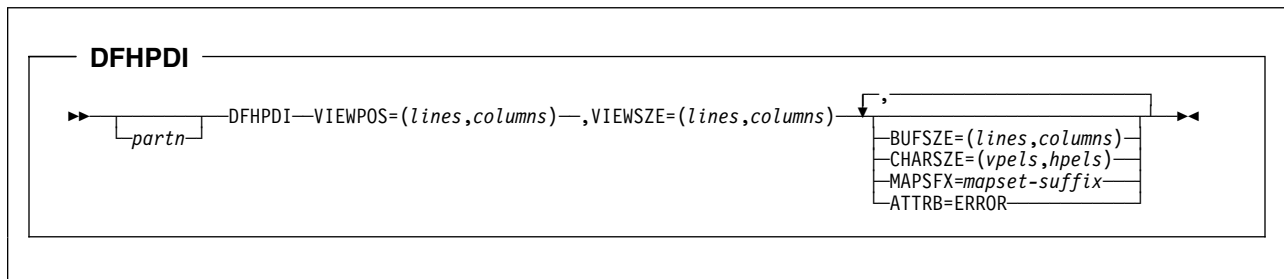 DFHPDI
,
DFHPDI VIEWPOS=(lines,columns) ,VIEWSZE=(lines,columns)
partn
BUFSZE=(lines,columns)
CHARSZE=(vpels,hpels)
MAPSFX=mapset-suffix
ATTRB=ERROR